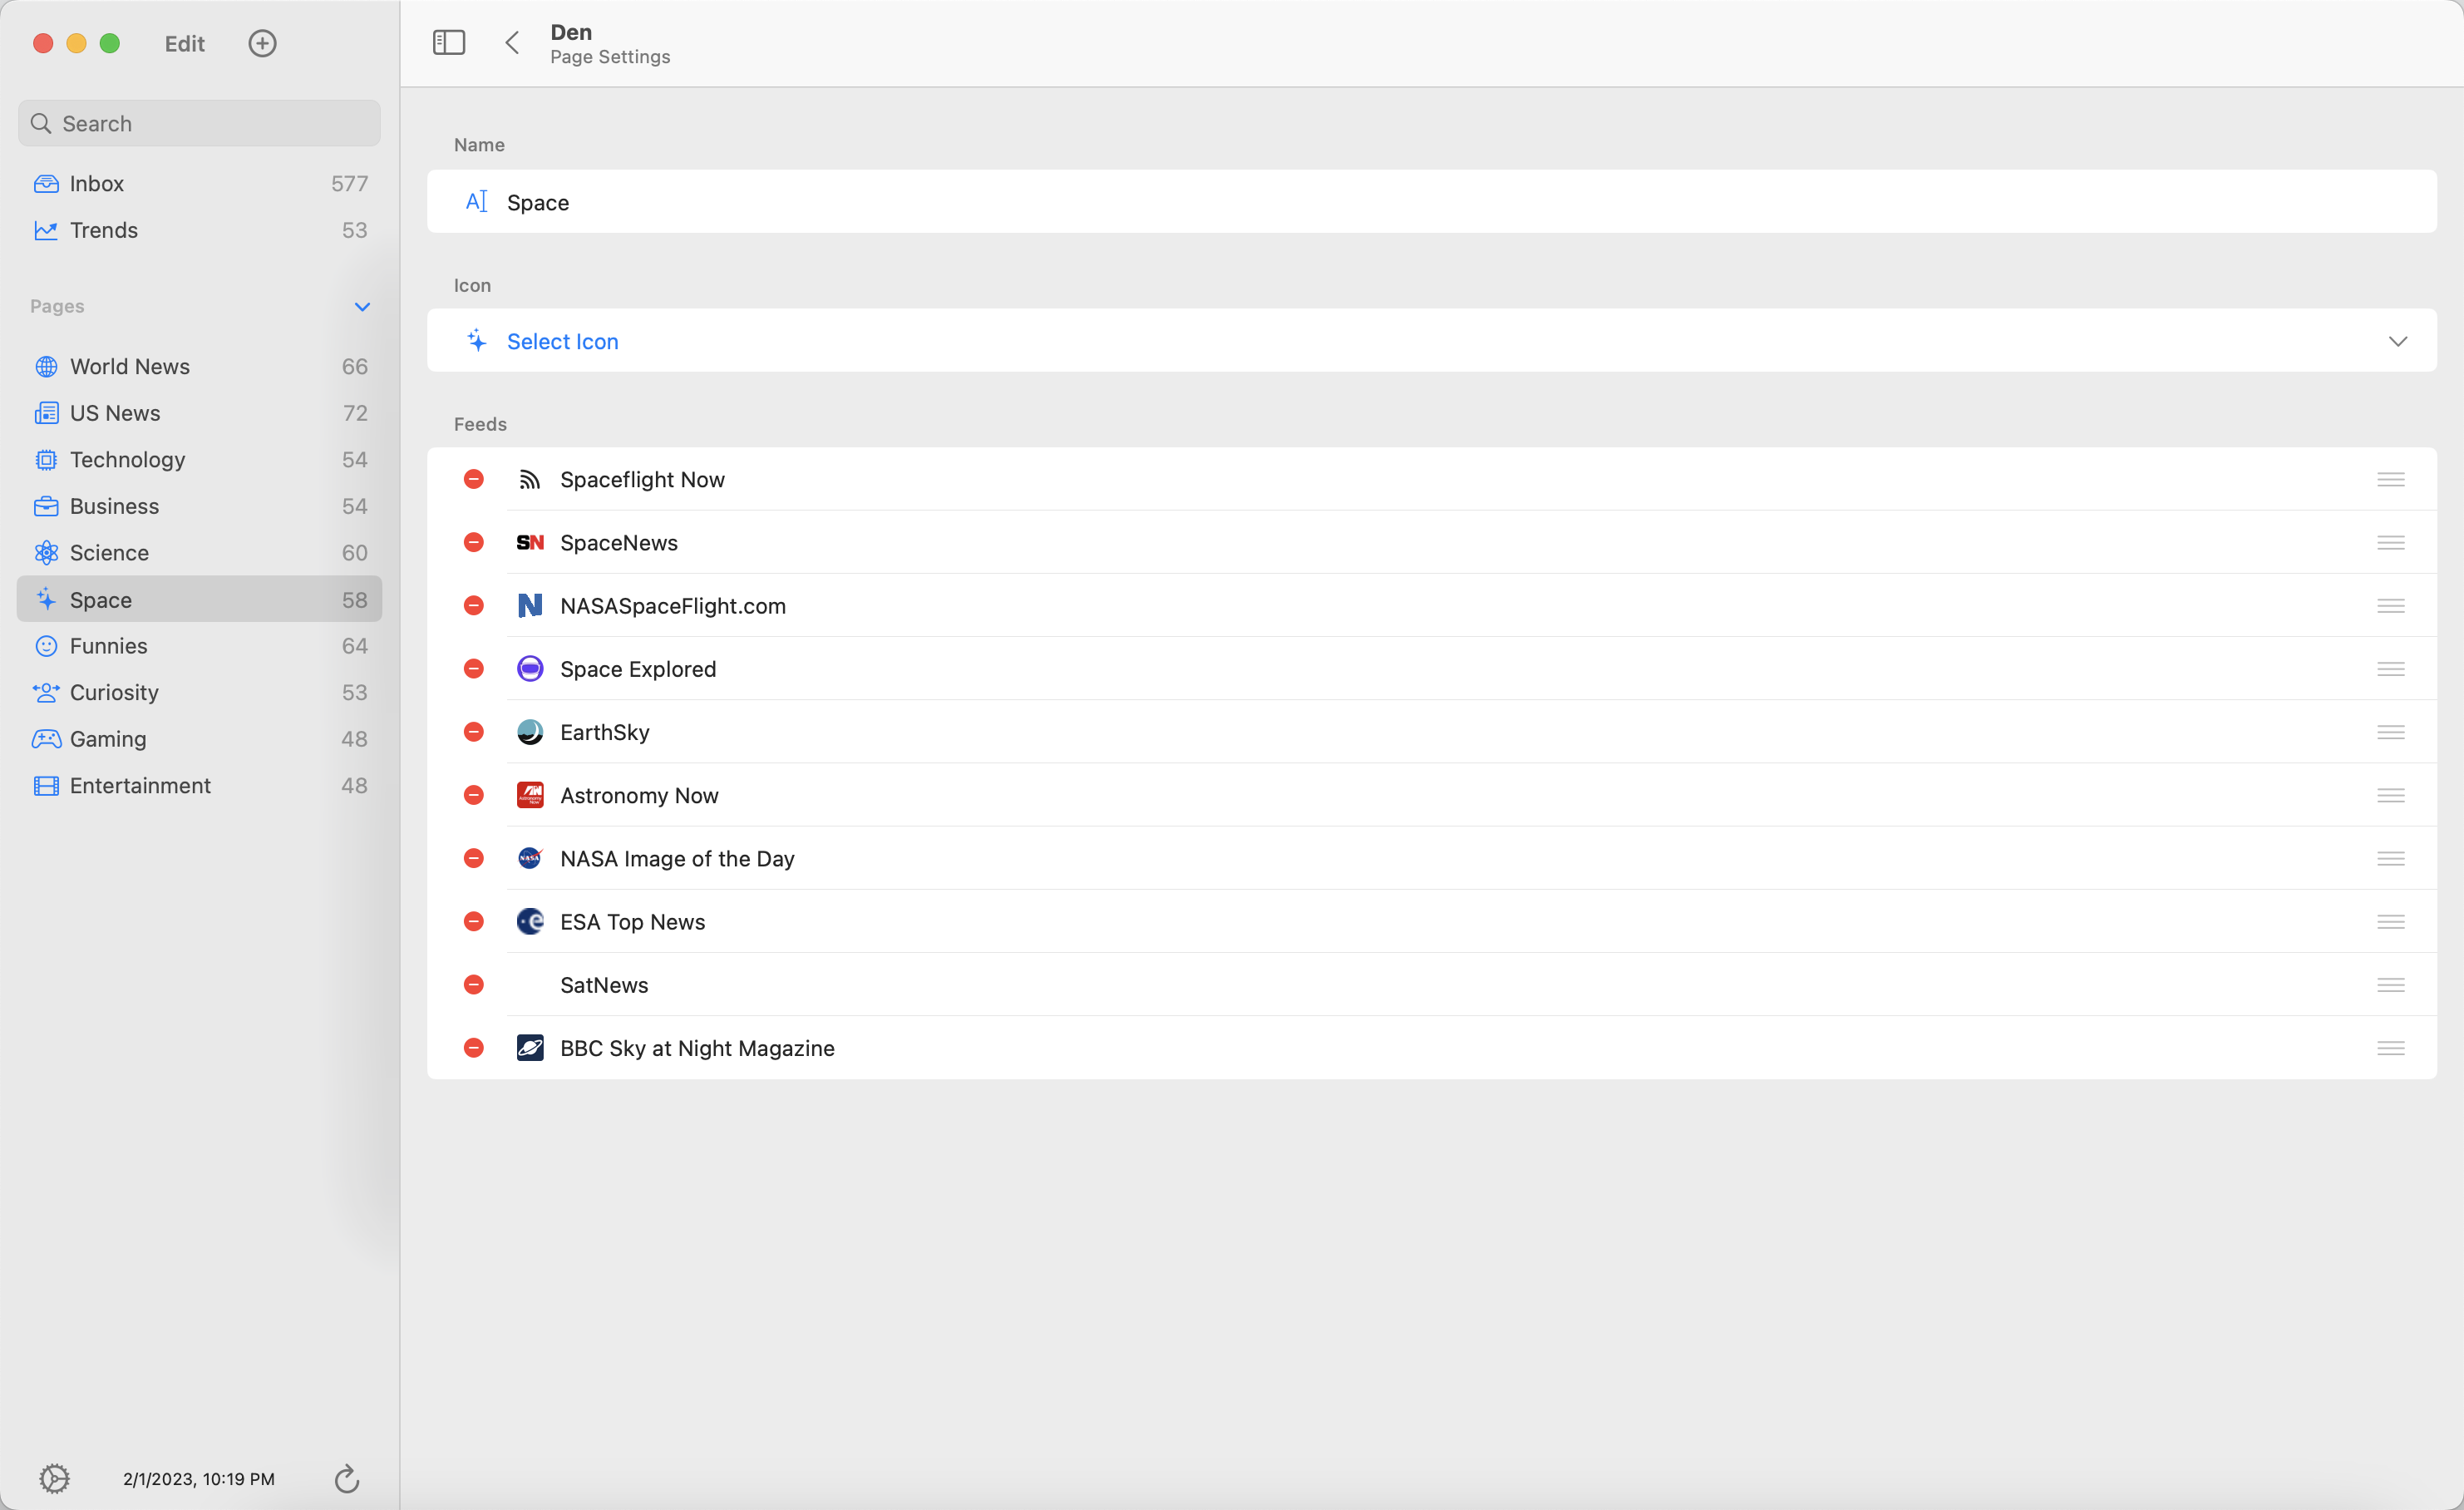 Edit
Den
Page Settings
Search
Inbox 577
Trends 53
Pages
World News 66
US News 72
Technology 54
Business 54
Science 60
Space 58
Funnies 64
Curiosity 53
Gaming 48
Entertainment 48
2/1/2023, 10:19 PM
Name
Space
Icon
Select Icon
Feeds
Spaceflight Now
SN SpaceNews
N NASASpaceFlight.com
Space Explored
EarthSky
Astronomy Now
NASA NASA Image of the Day
e ESA Top News
SatNews
BBC Sky at Night Magazine